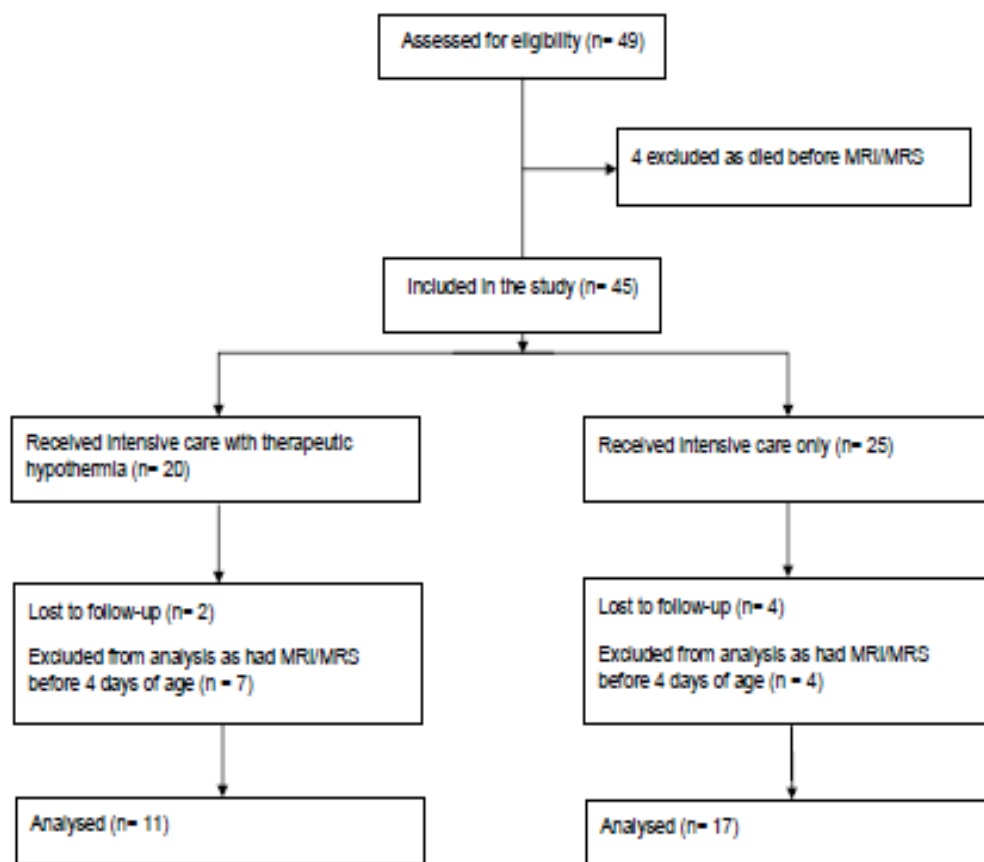 Assessed for eligibility (n= 49)
4 excluded as died before MRI/MRS
Included in the study (n= 45)
Received intensive care with therapeutic
hypothermia (n= 20)
Received intensive care only (n= 25)
Lost to follow-up (n= 2)
Excluded from analysis as had MRI/MRS
before 4 days of age (n = 7)
Lost to follow-up (n= 4)
Excluded from analysis as had MRI/MRS
before 4 days of age (n = 4)
Analysed (n= 11)
Analysed (n= 17)